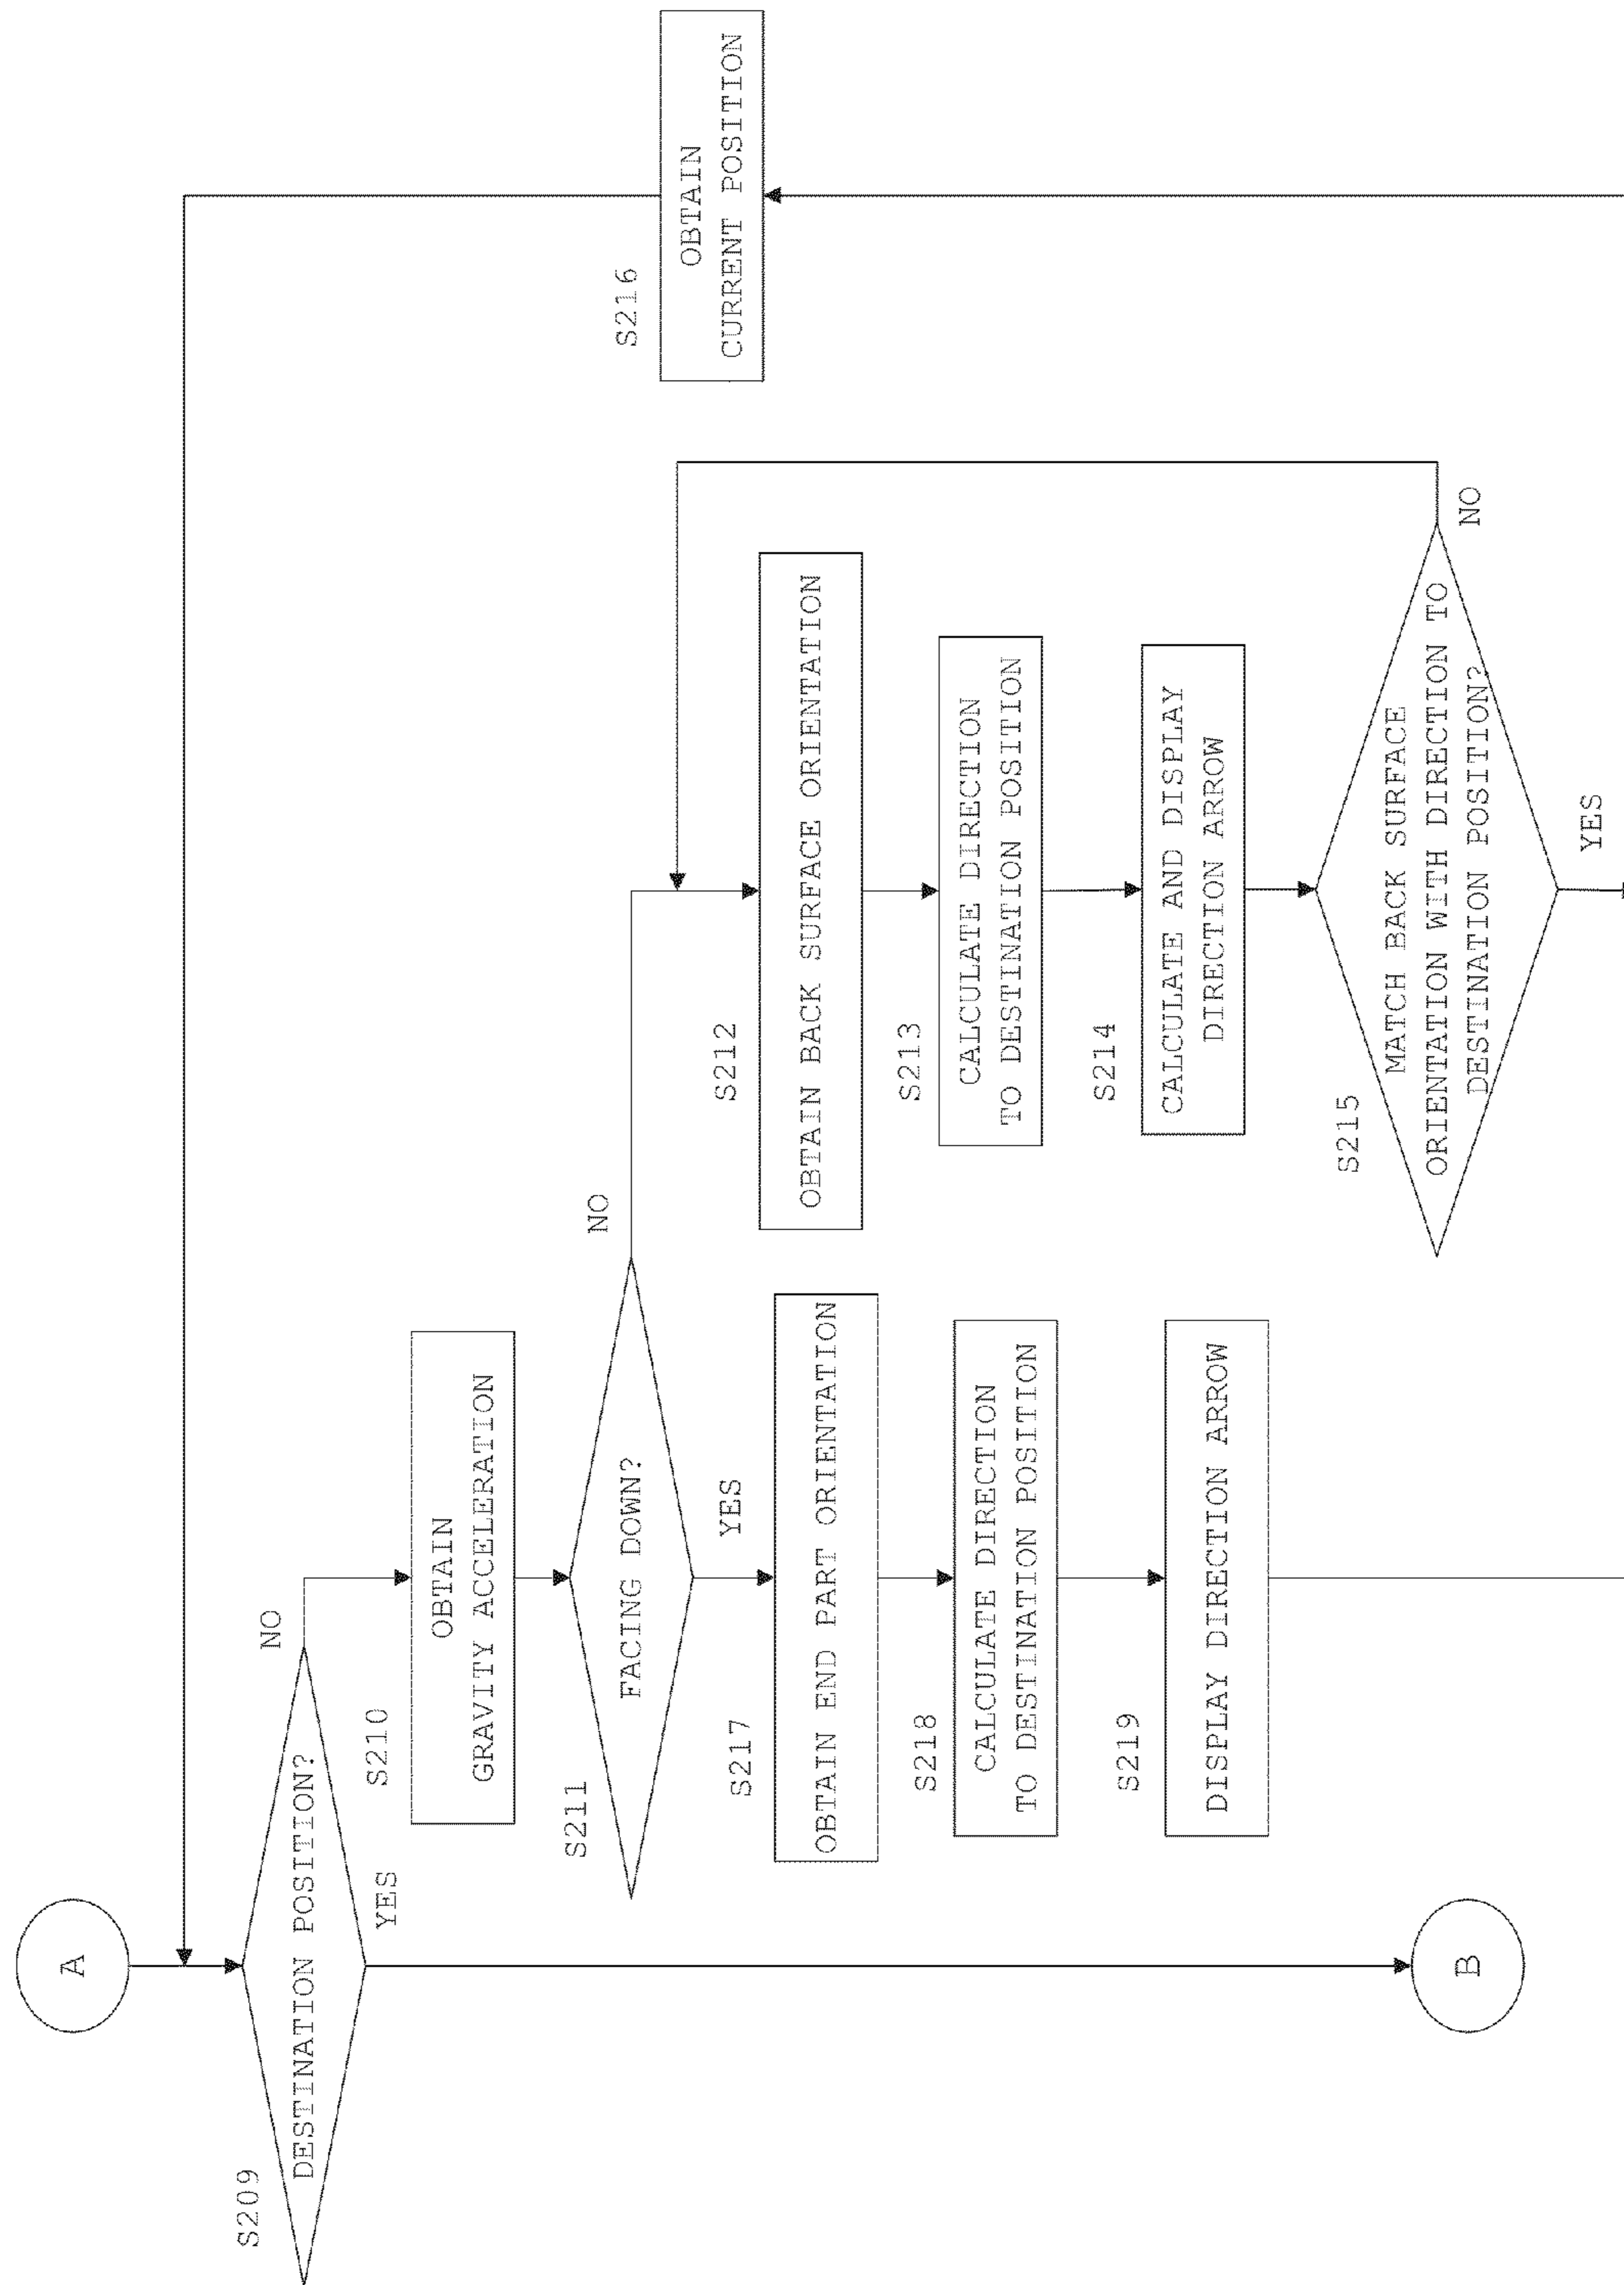 A
S209
DESTINATION POSITION?
YES
NO
S210
OBTAIN
GRAVITY ACCELERATION
S211
FACING DOWN?
NO
YES
S217
OBTAIN END PART ORIENTATION
S218
CALCULATE DIRECTION
TO DESTINATION POSITION
S219
DISPLAY DIRECTION ARROW
S212
OBTAIN BACK SURFACE ORIENTATION
S213
CALCULATE DIRECTION
TO DESTINATION POSITION
S214
CALCULATE AND DISPLAY
DIRECTION ARROW
S215
MATCH BACK SURFACE
ORIENTATION WITH DIRECTION TO
DESTINATION POSITION?
NO
YES
S216
OBTAIN
CURRENT POSITION
B